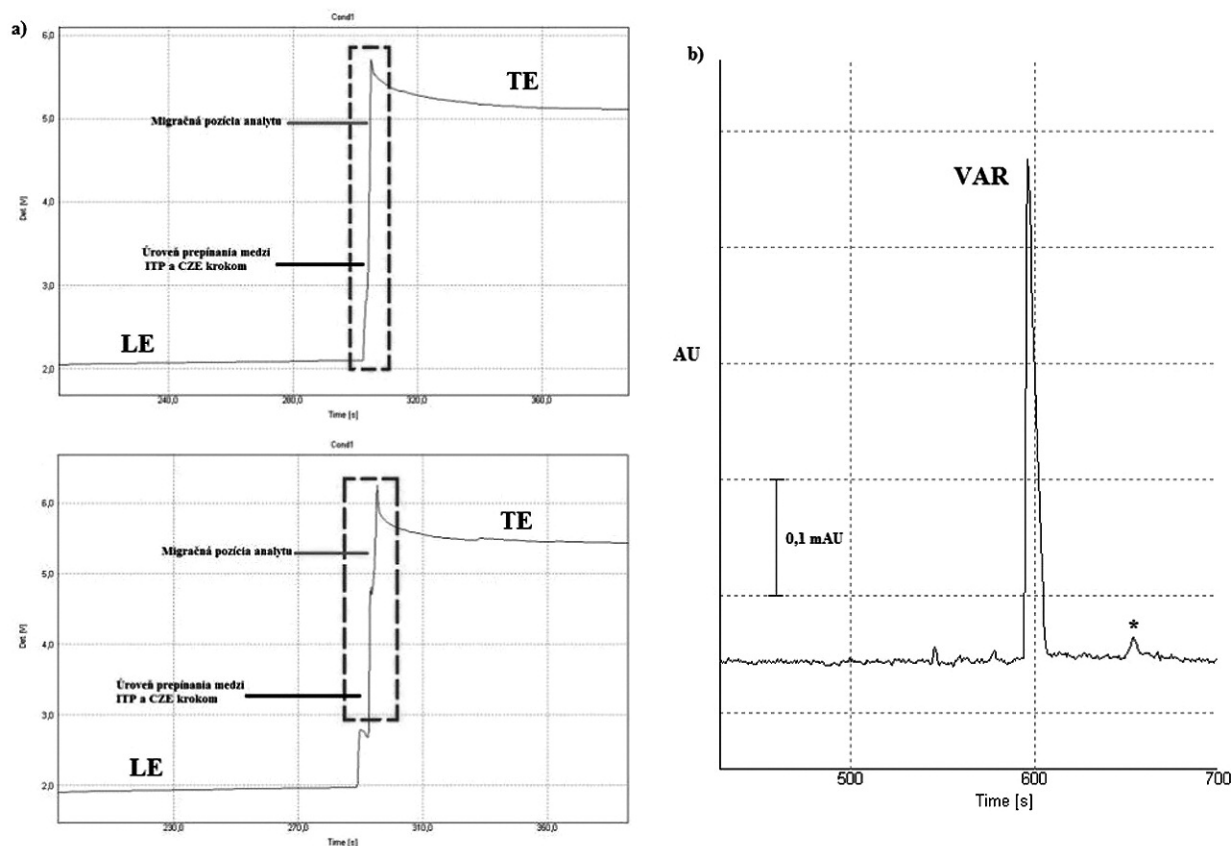 a)
Cond1
6,0
5,0
4,0
3,0
2,0
Det. [V]
TE
Migračná pozícia analytu
Úroveň prepínania medzi
ITP a CZE krokom
LE
240,0
280,0
320,0
360,0
Time [s]
Cond1
6,0
5,0
4,0
3,0
2,0
Det. [V]
TE
Migračná pozícia analytu
Úroveň prepínania medzi
ITP a CZE krokom
LE
230,0
270,0
310,0
350,0
Time [s]
b)
VAR
AU
0,1 mAU
*
500
600
700
Time [s]